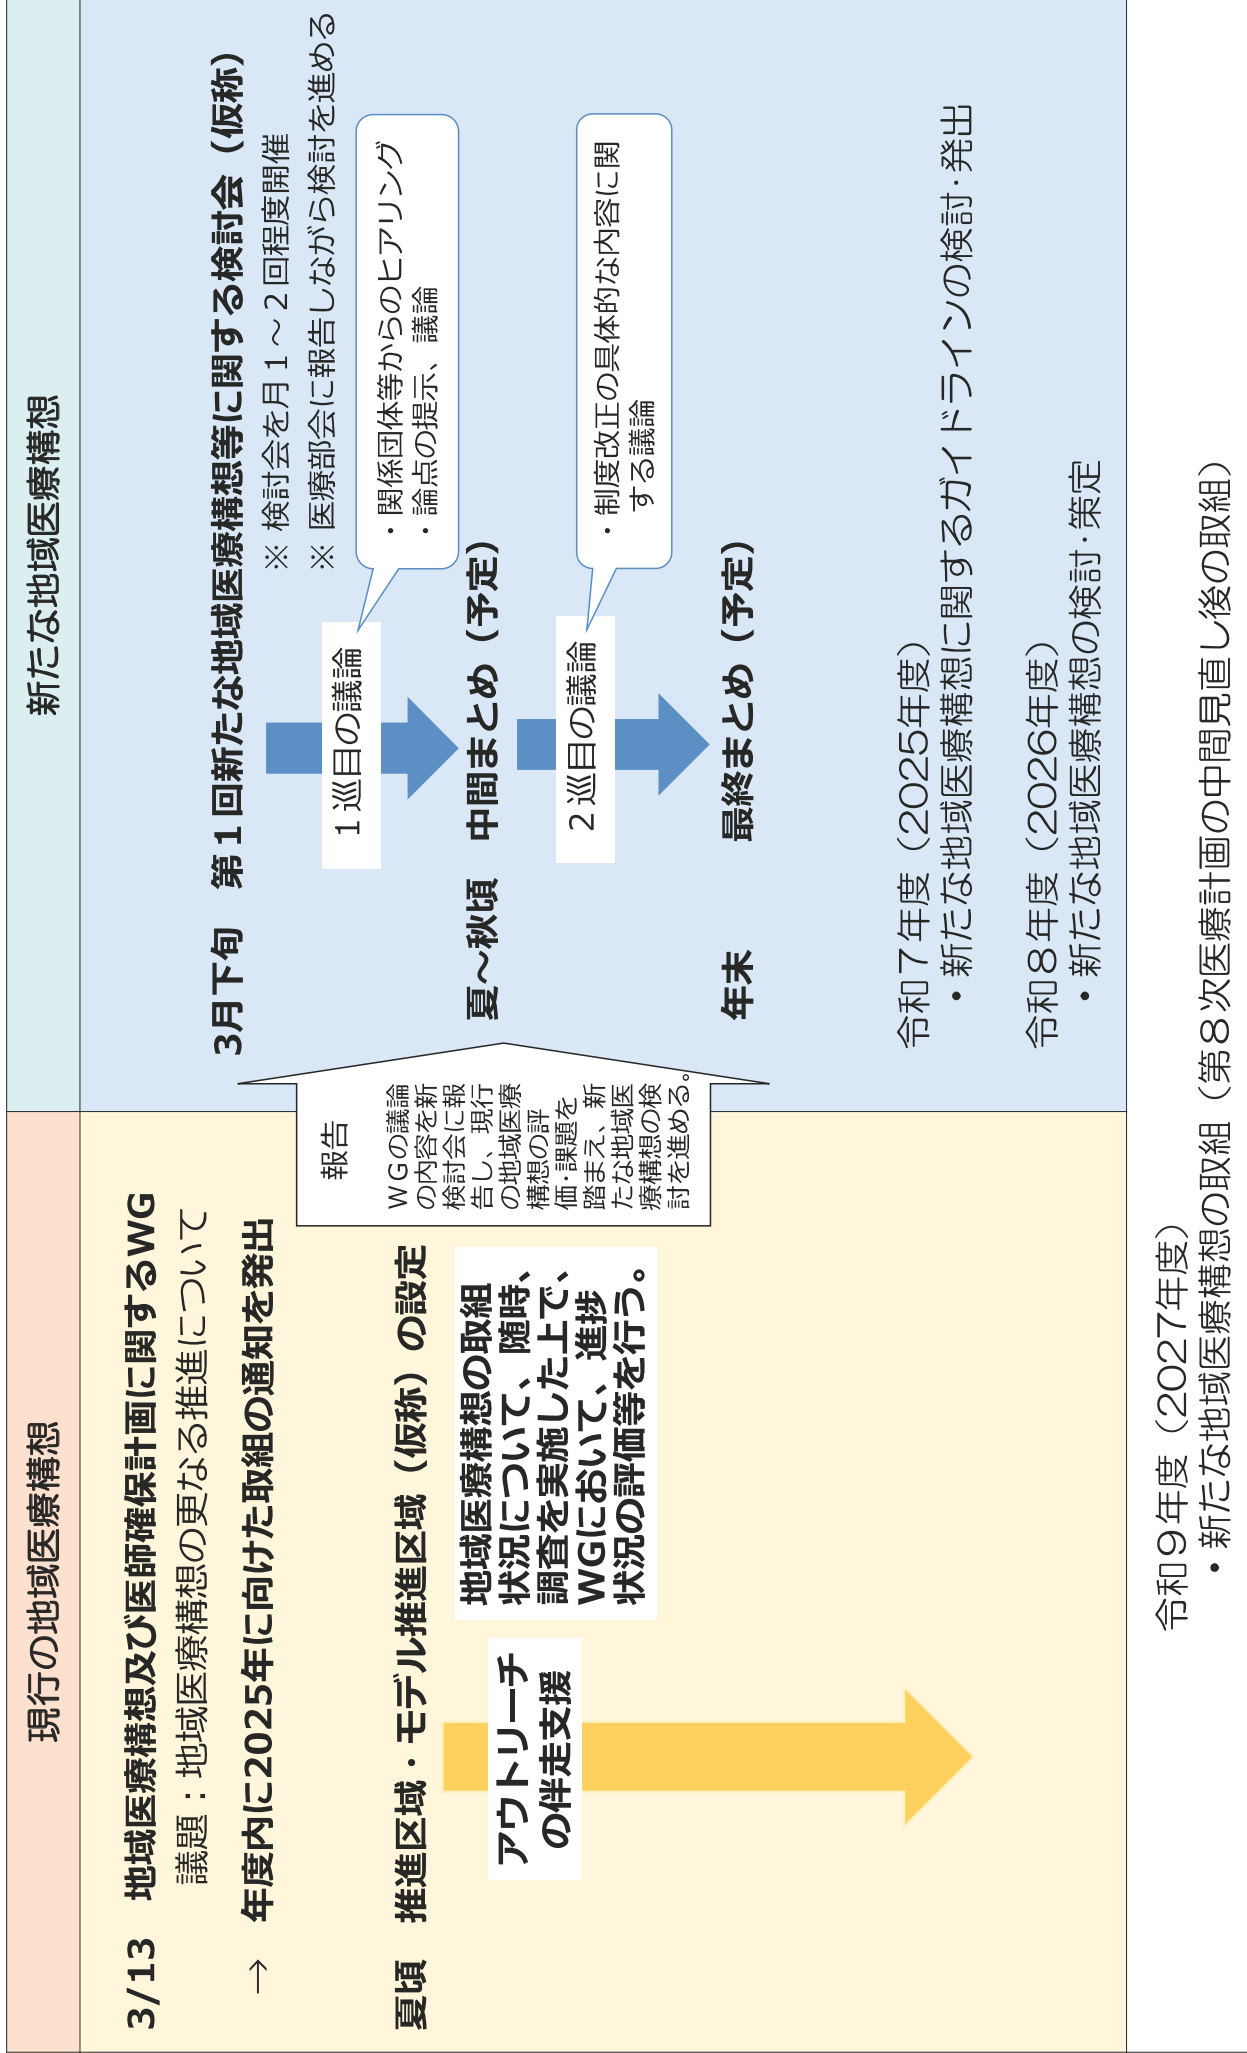 現行の地域医療構想
3/13 地域医療構想及び医師確保計画に関するWG
議題：地域医療構想の更なる推進について
→ 年度内に2025年に向けた取組の通知を発出
夏頃 推進区域・モデル推進区域（仮称）の設定
アウトリーチ
の伴走支援
地域医療構想の取組
状況について、随時、
調査を実施した上で、
WGにおいて、進捗
状況の評価等を行う。
報告
WGの議論
の内容を新
検討会に報
告し、現行
の地域医療
構想の評
価・課題を
踏まえ、新
たな地域医
療構想の検
討を進める。
新たな地域医療構想
3月下旬 第１回新たな地域医療構想等に関する検討会（仮称）
※ 検討会を月１～２回程度開催
※ 医療部会に報告しながら検討を進める
１巡目の議論
・関係団体等からのヒアリング
・論点の提示、議論
夏～秋頃 中間まとめ（予定）
２巡目の議論
・制度改正の具体的な内容に関
する議論
年末 最終まとめ（予定）
令和７年度（2025年度）
・新たな地域医療構想に関するガイドラインの検討・発出
令和８年度（2026年度）
・新たな地域医療構想の検討・策定
令和９年度（2027年度）
・新たな地域医療構想の取組（第８次医療計画の中間見直し後の取組）